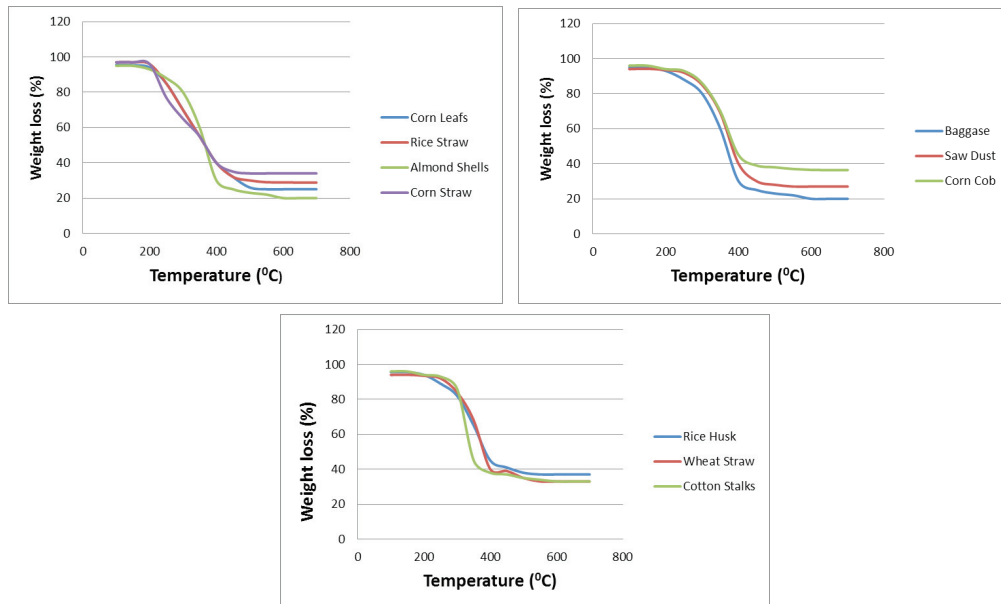 120
100
80
60
40
20
0
Weight loss (%)
0 200 400 600 800
Temperature (⁰C)
Corn Leafs
Rice Straw
Almond Shells
Corn Straw
120
100
80
60
40
20
0
Weight loss (%)
0 200 400 600 800
Temperature (⁰C)
Baggase
Saw Dust
Corn Cob
120
100
80
60
40
20
0
Weight loss (%)
0 200 400 600 800
Temperature (⁰C)
Rice Husk
Wheat Straw
Cotton Stalks